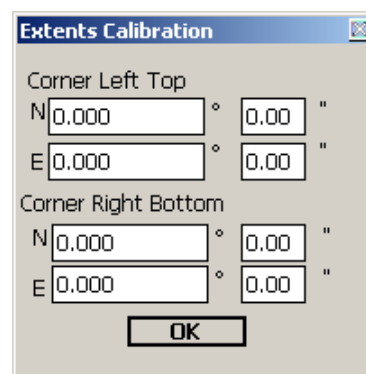 Extents Calibration
Corner Left Top
N 0.000 ° 0.00 "
E 0.000 ° 0.00 "
Corner Right Bottom
N 0.000 ° 0.00 "
E 0.000 ° 0.00 "
OK